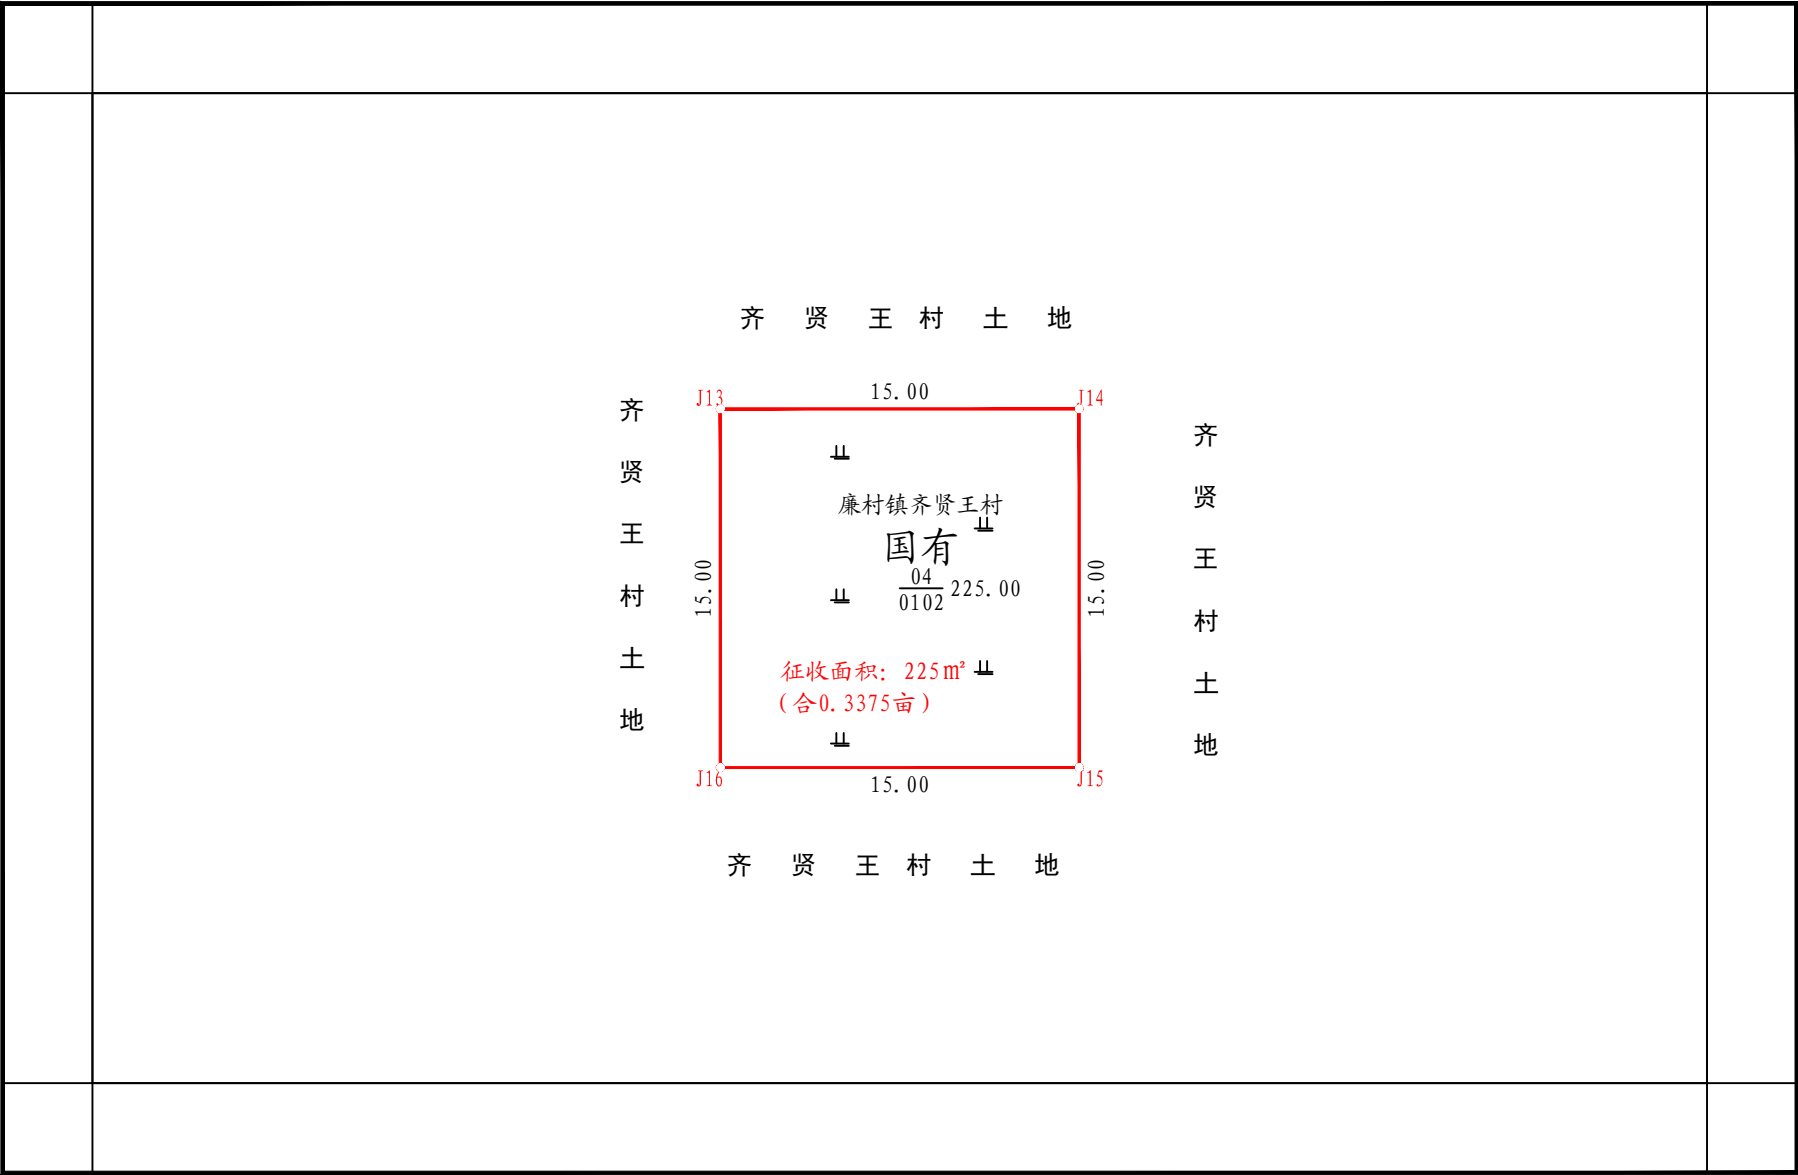 齐贤王村土地
J13
15.00
J14
齐贤王村土地
15.00
廉村镇齐贤王村
国有
04
0102
225.00
征收面积：225㎡
（合0.3375亩）
15.00
齐贤王村土地
J16
15.00
J15
齐贤王村土地